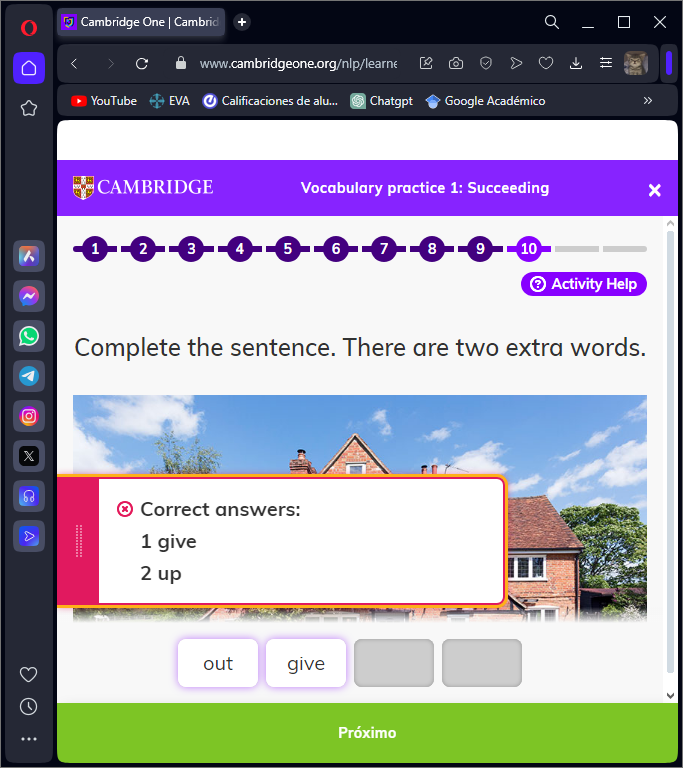 Cambridge One | Cambrid
www.cambridgeone.org/nlp/learne
YouTube EVA Calificaciones de alu... Chatgpt Google Académico
CAMBRIDGE Vocabulary practice 1: Succeeding
1 2 3 4 5 6 7 8 9 10
Activity Help
Complete the sentence. There are two extra words.
Correct answers:
1 give
2 up
out give
Próximo